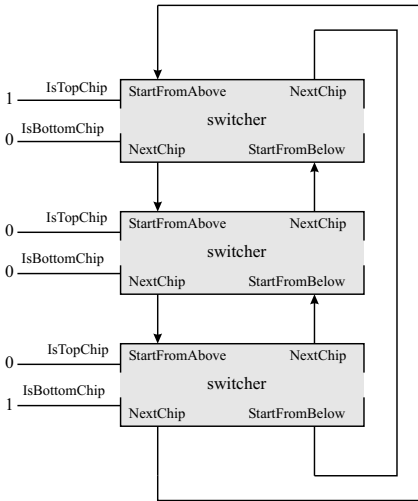 IsTopChip
1
StartFromAbove NextChip
switcher
IsBottomChip
0
NextChip StartFromBelow
IsTopChip
0
StartFromAbove NextChip
switcher
IsBottomChip
0
NextChip StartFromBelow
IsTopChip
0
StartFromAbove NextChip
switcher
IsBottomChip
1
NextChip StartFromBelow